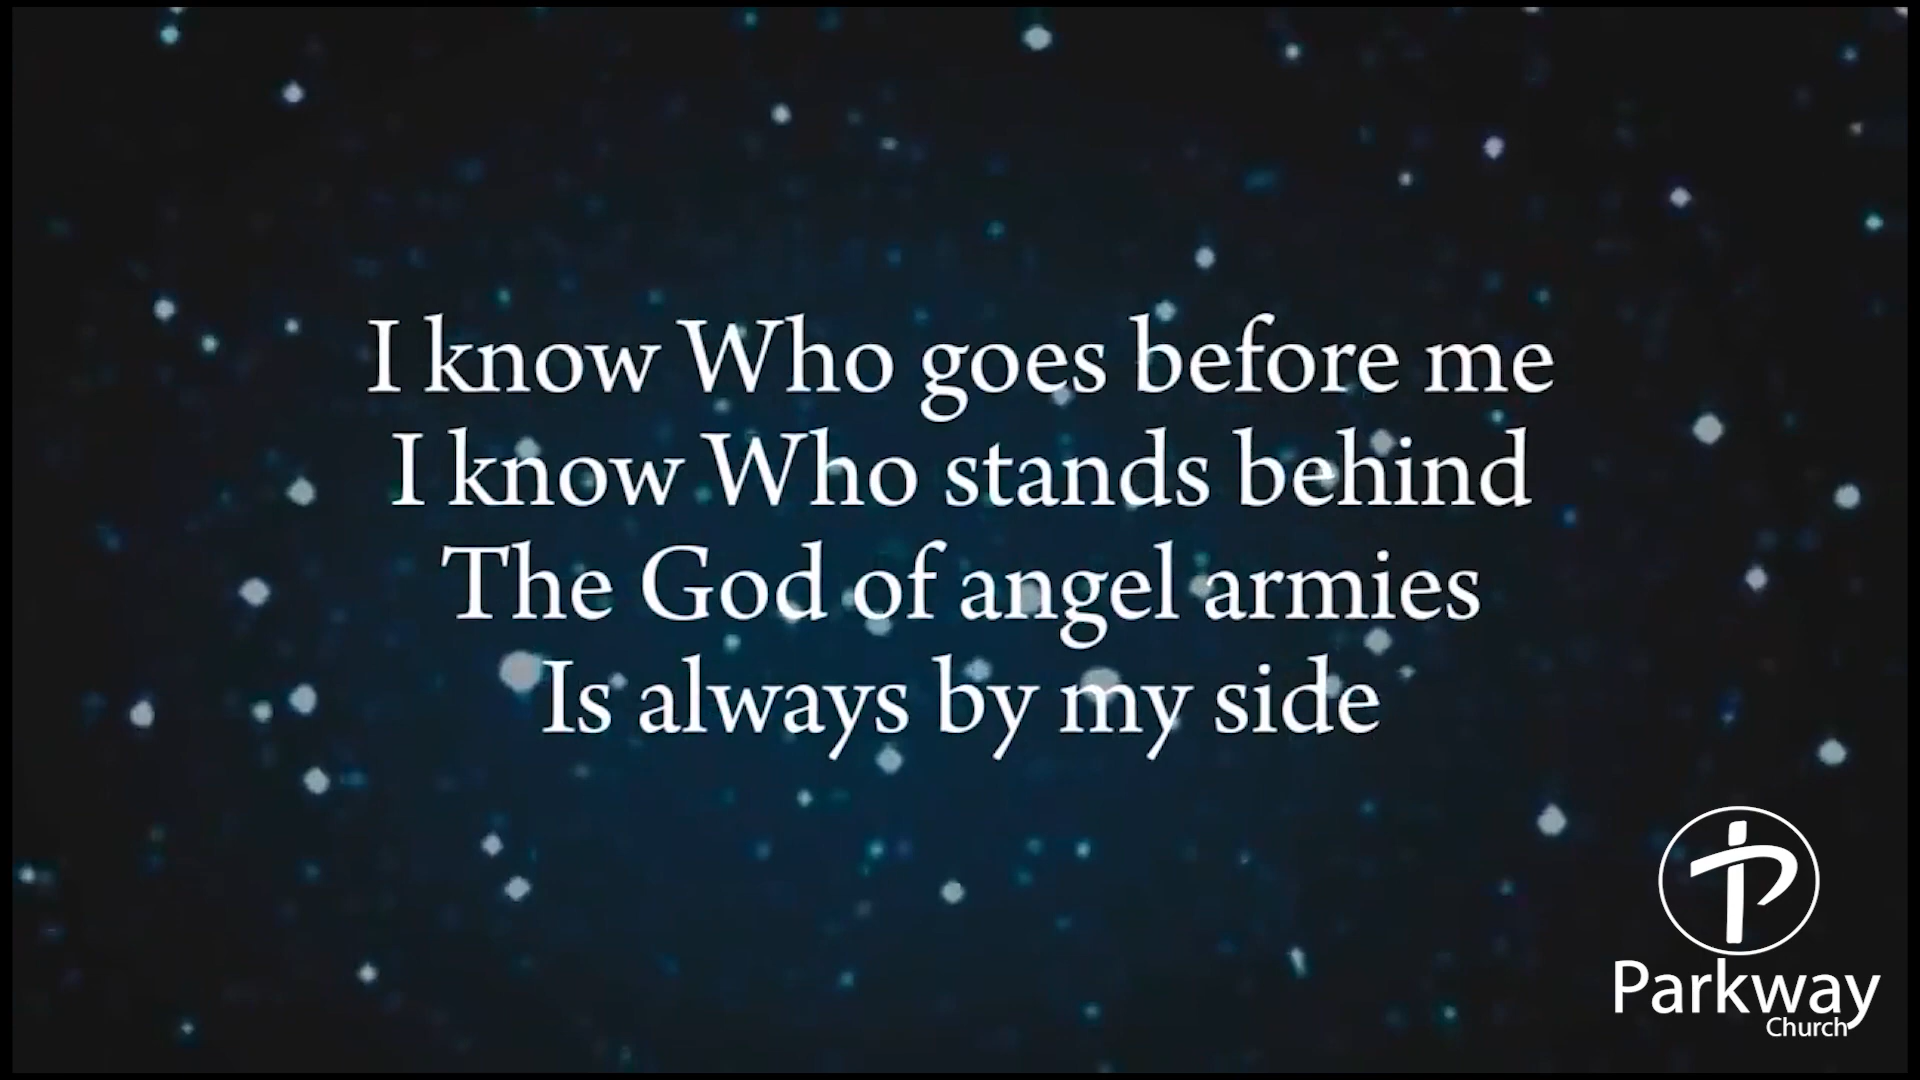 I know Who goes before me
I know Who stands behind
The God of angel armies
Is always by my side
Parkway
Church